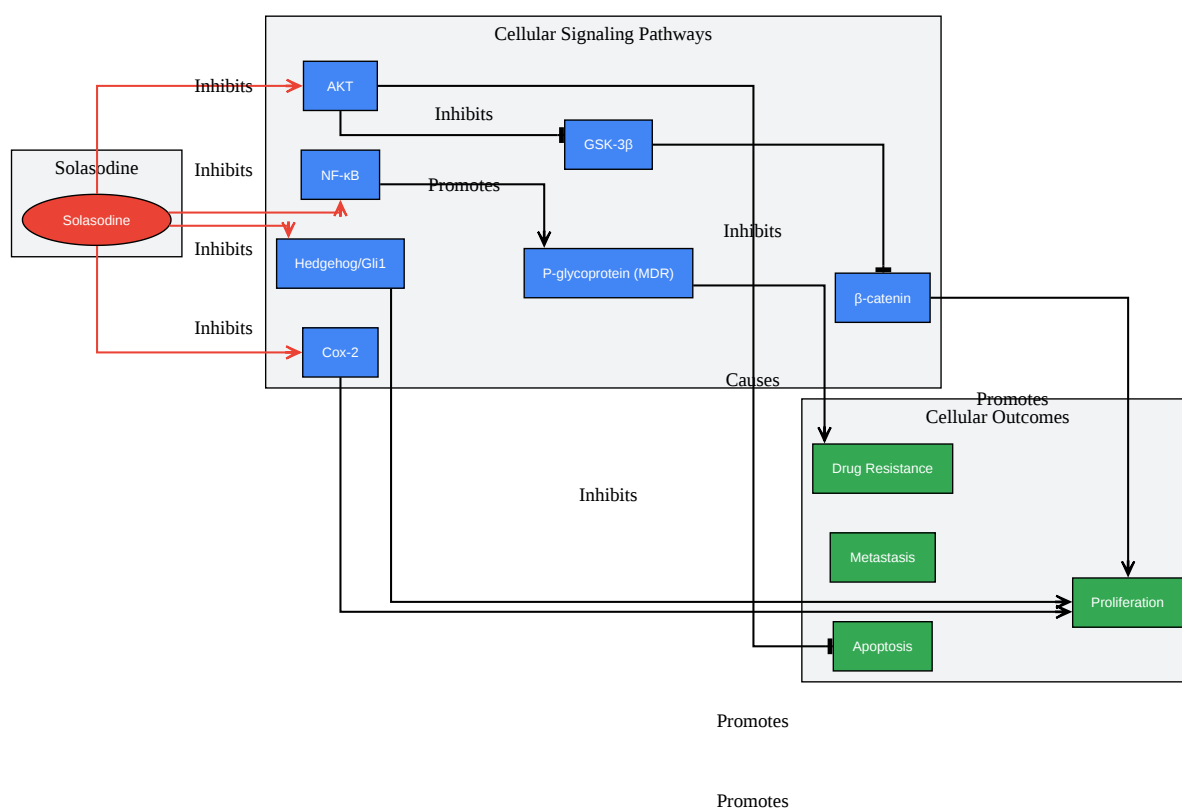 Cellular Signaling Pathways
Inhibits
AKT
Inhibits
GSK-3β
Solasodine
Inhibits
NF-κB
Promotes
Solasodine
Inhibits
Inhibits
Hedgehog/Gli1
P-glycoprotein (MDR)
β-catenin
Inhibits
Cox-2
Causes
Promotes
Cellular Outcomes
Drug Resistance
Inhibits
Metastasis
Proliferation
Apoptosis
Promotes
Promotes